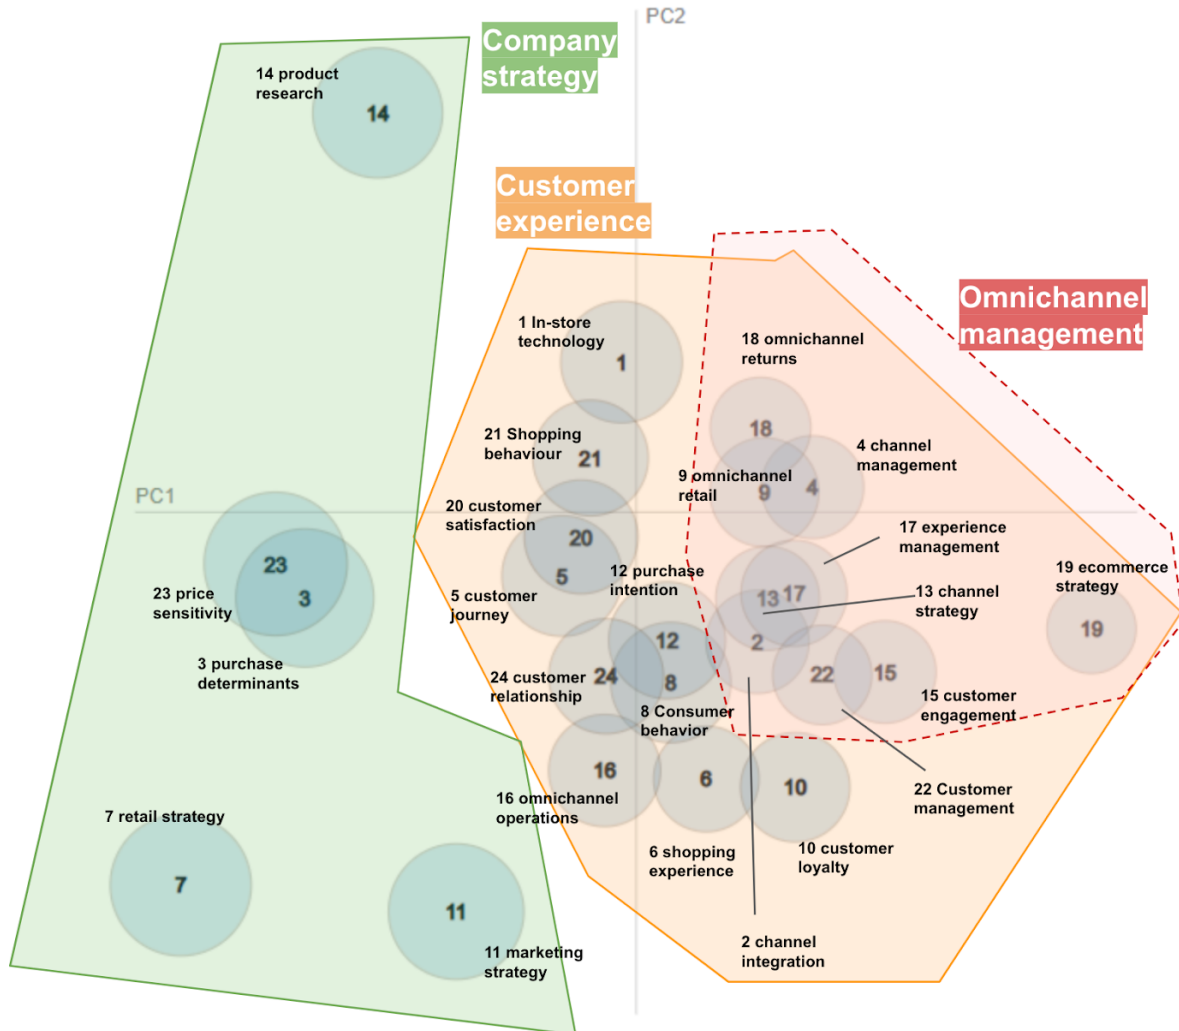 PC2
Company
strategy
14 product
research
14
Customer
experience
Omnichannel
management
1 In-store
technology
1
18 omnichannel
returns
18
21 Shopping
behaviour
21
4 channel
management
9 omnichannel
retail
9
4
PC1
20 customer
satisfaction
20
17 experience
management
23
5
12 purchase
intention
19 ecommerce
strategy
23 price
sensitivity
3
5 customer
journey
13
17
13 channel
strategy
19
12
2
3 purchase
determinants
24 customer
relationship
24
8
22
15
15 customer
engagement
8 Consumer
behavior
16
6
10
16 omnichannel
operations
22 Customer
management
7 retail strategy
7
6 shopping
experience
10 customer
loyalty
11
11 marketing
strategy
2 channel
integration